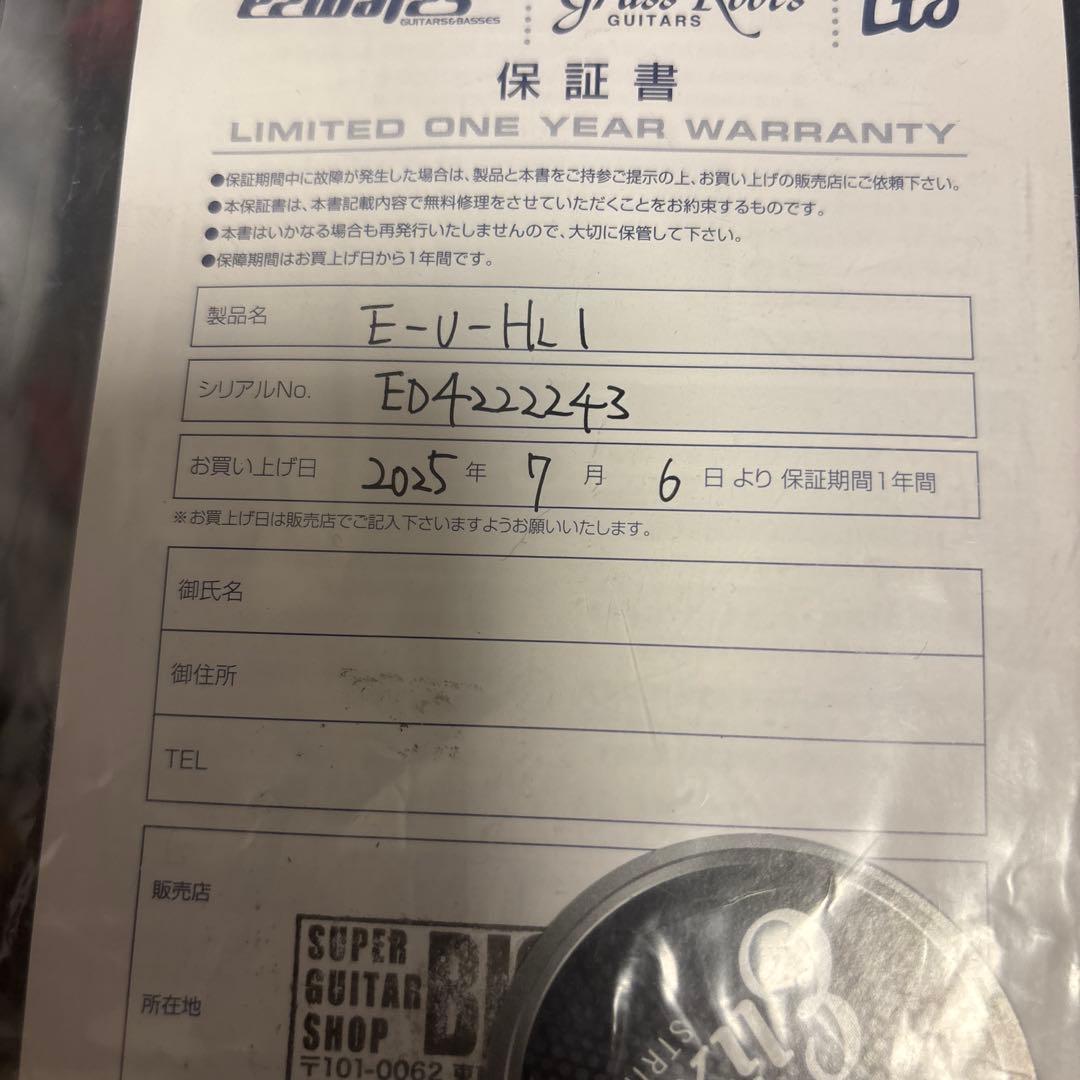 GUITARS&BASSES
Grass Roots
GUITARS
Ltd
保証書
LIMITED ONE YEAR WARRANTY
●保証期間中に故障が発生した場合は、製品と本書をご持参ご提示の上、お買い上げの販売店にご依頼下さい。
●本保証書は、本書記載内容で無料修理をさせていただくことをお約束するものです。
●本書はいかなる場合も再発行いたしませんので、大切に保管して下さい。
●保障期間はお買上げ日から1年間です。
製品名 E-U-HL1
シリアルNo. ED4222243
お買い上げ日 2025年 7月 6日より 保証期間1年間
※お買上げ日は販売店でご記入下さいますようお願いいたします。
御氏名
御住所
TEL
販売店
所在地
SUPER
GUITAR
SHOP
〒101-0062 東